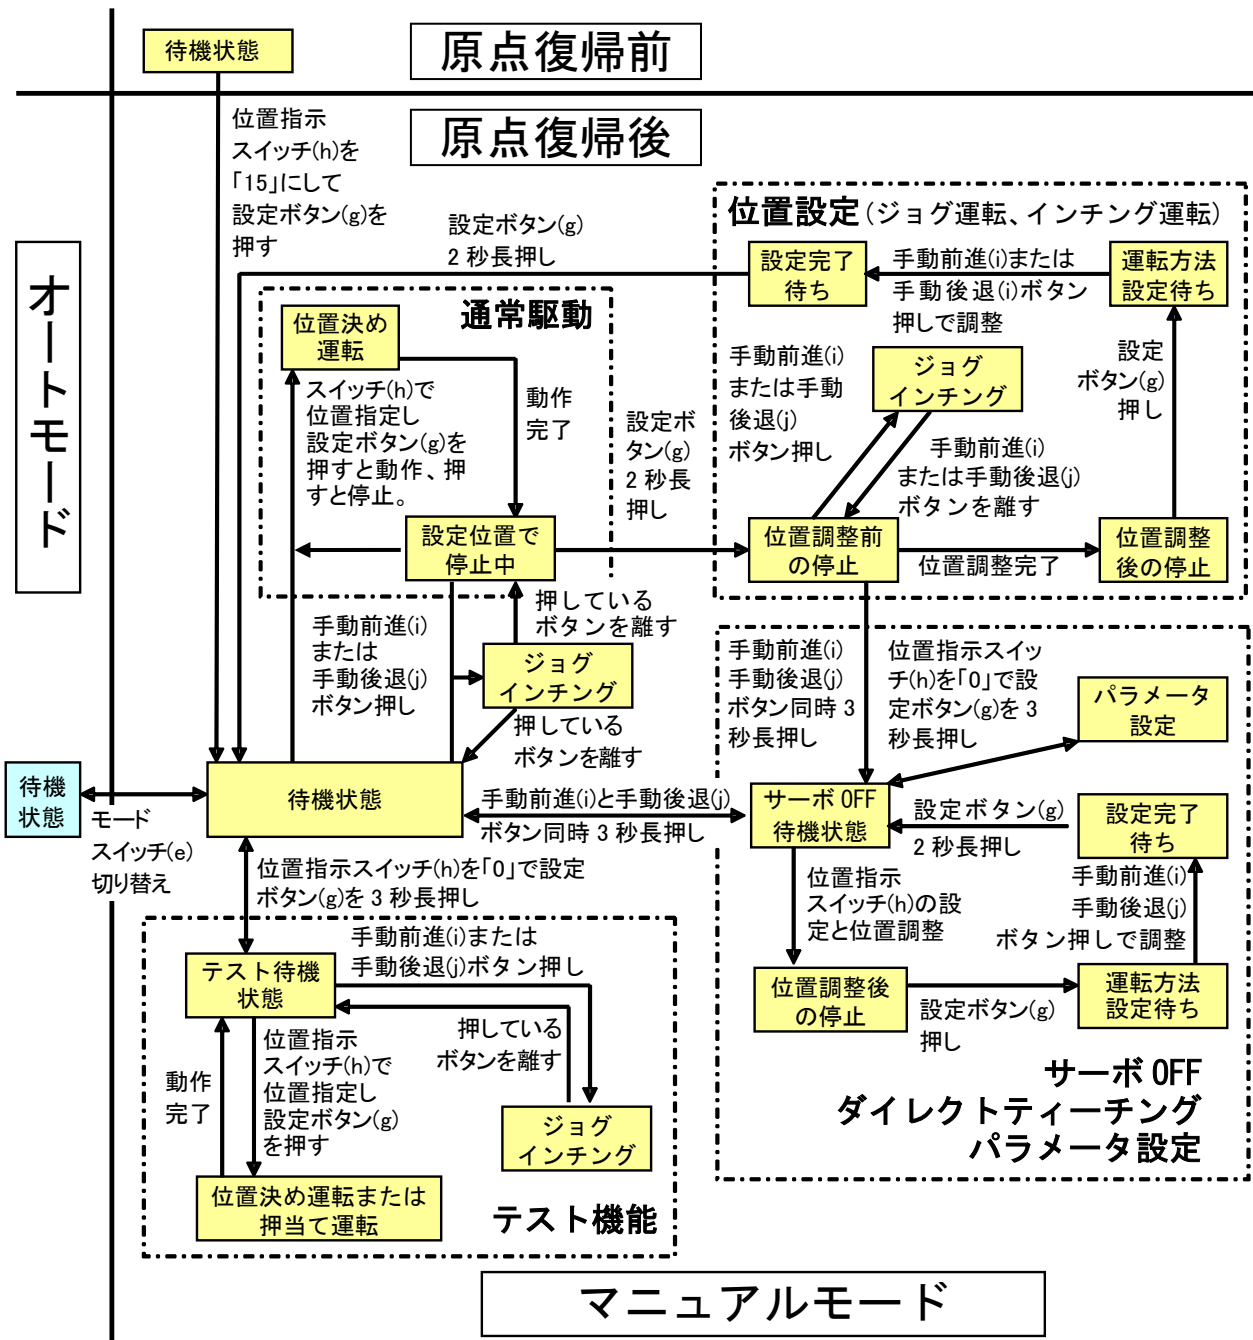 待機状態
原点復帰前
位置指示
スイッチ(h)を
「15」にして
設定ボタン(g)を
押す
原点復帰後
オートモード
設定ボタン(g)
2 秒長押し
位置設定(ジョグ運転、インチング運転)
設定完了
待ち
手動前進(i)または
手動後退(i)ボタン
押しで調整
運転方法
設定待ち
通常駆動
位置決め
運転
スイッチ(h)で
位置指定し
設定ボタン(g)を
押すと動作、押
すと停止。
動作
完了
設定ボ
タン(g)
2 秒長
押し
手動前進(i)
または手動
後退(j)
ボタン押し
ジョグ
インチング
設定
ボタン(g)
押し
手動前進(i)
または手動後退(j)
ボタンを離す
設定位置で
停止中
位置調整前
の停止
位置調整完了
位置調整
後の停止
手動前進(i)
または
手動後退(j)
ボタン押し
押している
ボタンを離す
ジョグ
インチング
押している
ボタンを離す
手動前進(i)
手動後退(j)
ボタン同時 3
秒長押し
位置指示スイッ
チ(h)を「0」で設
定ボタン(g)を 3
秒長押し
パラメータ
設定
待機
状態
モード
スイッチ(e)
切り替え
待機状態
手動前進(i)と手動後退(j)
ボタン同時 3 秒長押し
サーボ OFF
待機状態
設定ボタン(g)
2 秒長押し
設定完了
待ち
位置指示スイッチ(h)を「0」で設定
ボタン(g)を 3 秒長押し
位置指示
スイッチ(h)の設
定と位置調整
手動前進(i)
手動後退(j)
ボタン押しで調整
テスト待機
状態
手動前進(i)または
手動後退(j)ボタン押し
位置調整後
の停止
設定ボタン(g)
押し
運転方法
設定待ち
押している
ボタンを離す
動作
完了
位置指示
スイッチ(h)で
位置指定し
設定ボタン(g)
を押す
ジョグ
インチング
サーボ OFF
ダイレクトティーチング
パラメータ設定
位置決め運転または
押当て運転
テスト機能
マニュアルモード